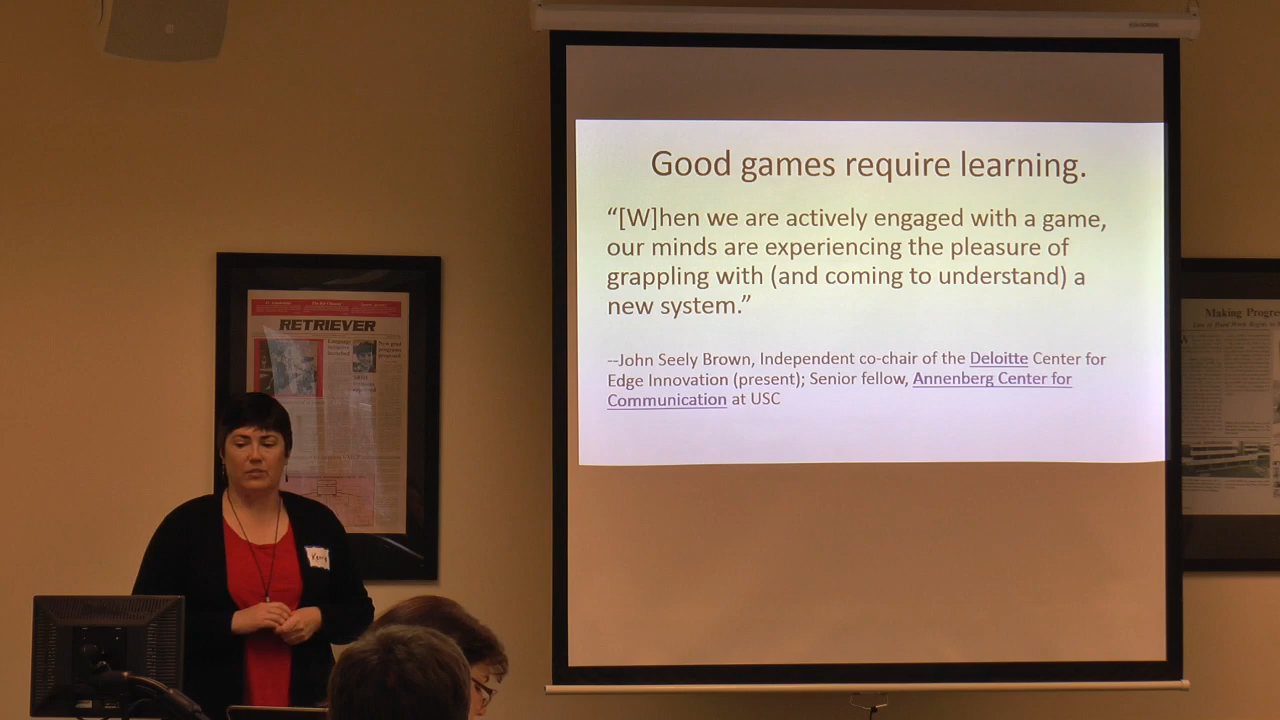 Good games require learning.
“[W]hen we are actively engaged with a game,
our minds are experiencing the pleasure of
grappling with (and coming to understand) a
new system.”
--John Seely Brown, Independent co-chair of the Deloitte Center for
Edge Innovation (present); Senior fellow, Annenberg Center for
Communication at USC
RETRIEVER
Making Progre